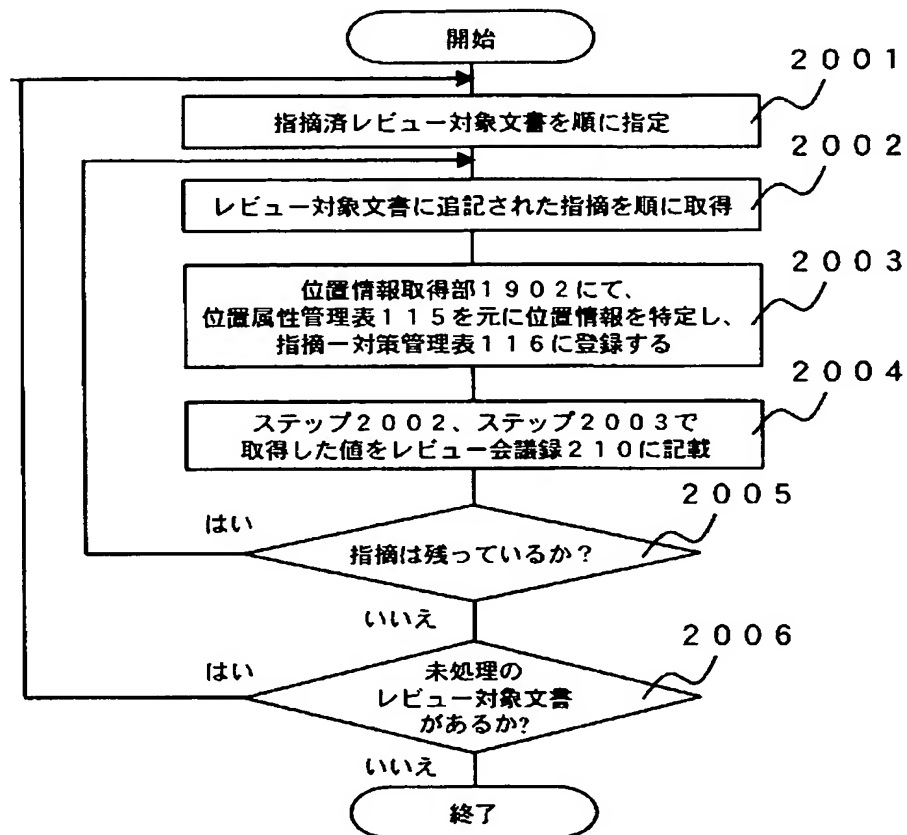 開始
２００１
指摘済レビュー対象文書を順に指定
２００２
レビュー対象文書に追記された指摘を順に取得
２００３
位置情報取得部１９０２にて、
位置属性管理表１１５を元に位置情報を特定し、
指摘ー対策管理表１１６に登録する
２００４
ステップ２００２、ステップ２００３で
取得した値をレビュー会議録２１０に記載
２００５
はい
指摘は残っているか？
いいえ
２００６
はい
未処理の
レビュー対象文書
があるか?
いいえ
終了